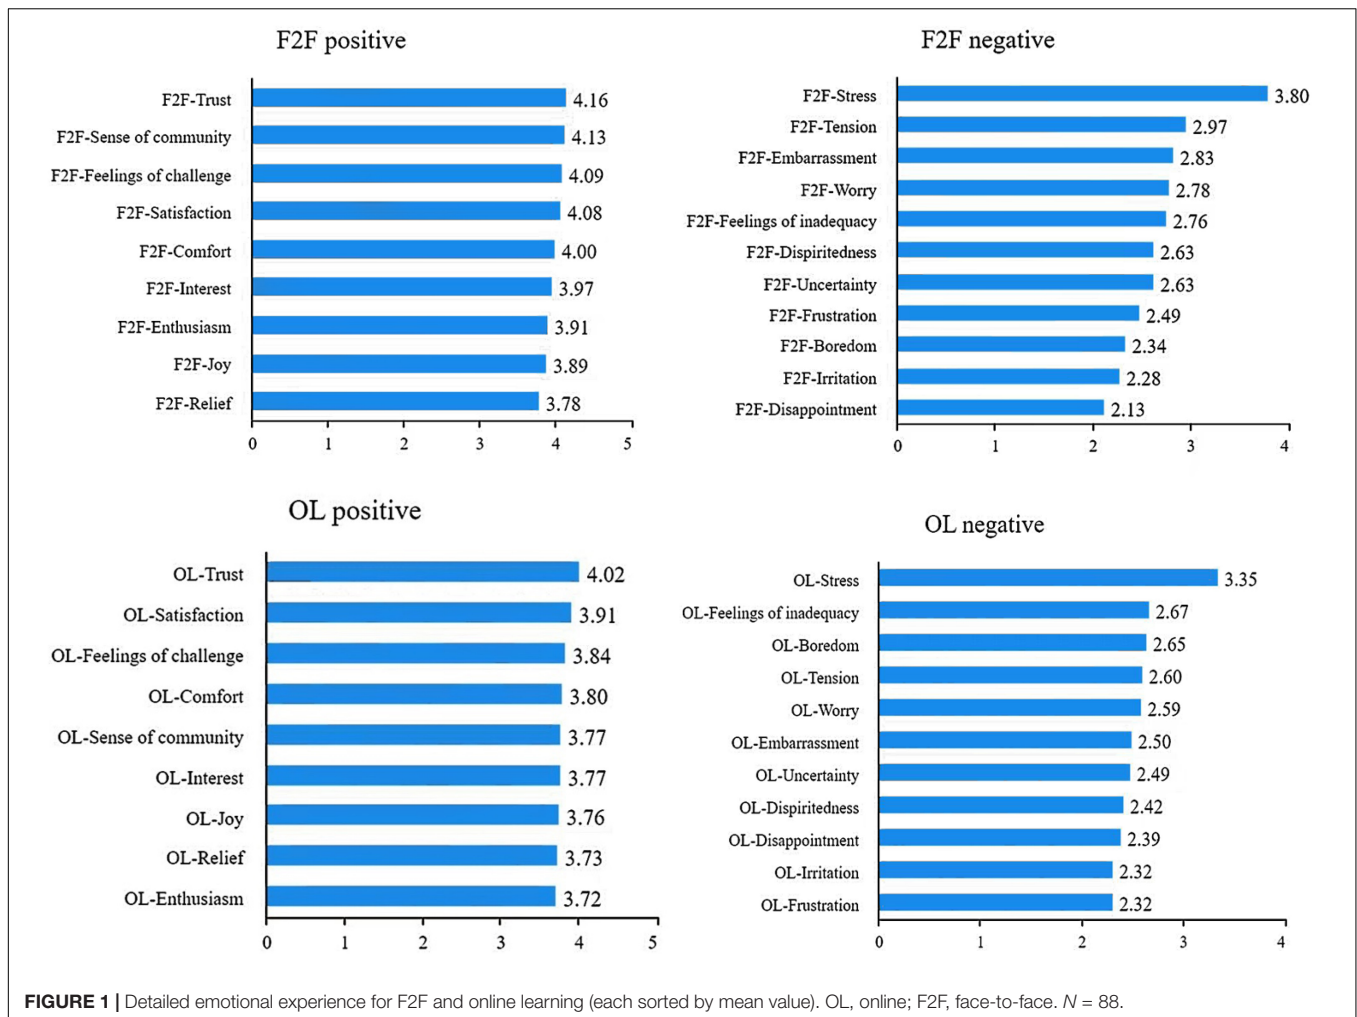 F2F positive
F2F-Trust 4.16
F2F-Sense of community 4.13
F2F-Feelings of challenge 4.09
F2F-Satisfaction 4.08
F2F-Comfort 4.00
F2F-Interest 3.97
F2F-Enthusiasm 3.91
F2F-Joy 3.89
F2F-Relief 3.78
0 1 2 3 4 5
F2F negative
F2F-Stress 3.80
F2F-Tension 2.97
F2F-Embarrassment 2.83
F2F-Worry 2.78
F2F-Feelings of inadequacy 2.76
F2F-Dispiritedness 2.63
F2F-Uncertainty 2.63
F2F-Frustration 2.49
F2F-Boredom 2.34
F2F-Irritation 2.28
F2F-Disappointment 2.13
0 1 2 3 4
OL positive
OL-Trust 4.02
OL-Satisfaction 3.91
OL-Feelings of challenge 3.84
OL-Comfort 3.80
OL-Sense of community 3.77
OL-Interest 3.77
OL-Joy 3.76
OL-Relief 3.73
OL-Enthusiasm 3.72
0 1 2 3 4 5
OL negative
OL-Stress 3.35
OL-Feelings of inadequacy 2.67
OL-Boredom 2.65
OL-Tension 2.60
OL-Worry 2.59
OL-Embarrassment 2.50
OL-Uncertainty 2.49
OL-Dispiritedness 2.42
OL-Disappointment 2.39
OL-Irritation 2.32
OL-Frustration 2.32
0 1 2 3 4
FIGURE 1 | Detailed emotional experience for F2F and online learning (each sorted by mean value). OL, online; F2F, face-to-face. N = 88.